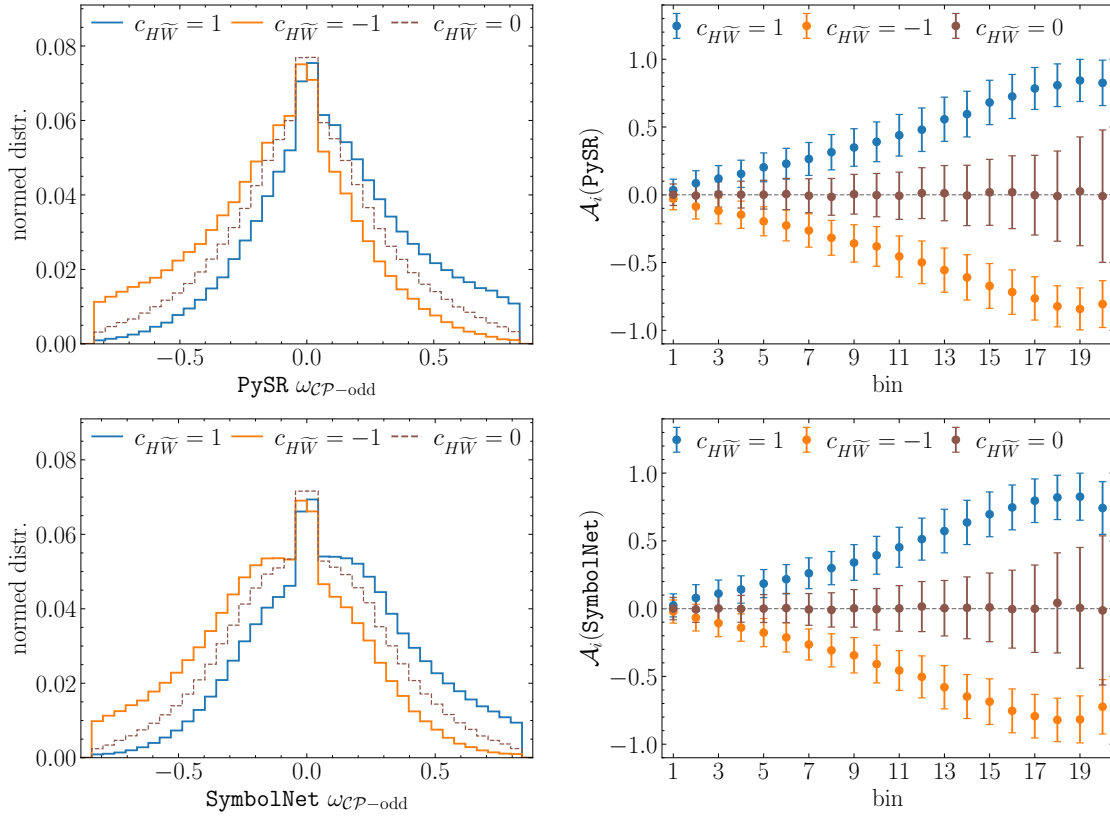 c_{H\widetilde{W}} = 1 c_{H\widetilde{W}} = −1 c_{H\widetilde{W}} = 0
normed distr.
0.08
0.06
0.04
0.02
0.00
−0.5 0.0 0.5
PySR ω_{CP−odd}
c_{H\widetilde{W}} = 1 c_{H\widetilde{W}} = −1 c_{H\widetilde{W}} = 0
A_i(PySR)
1.0
0.5
0.0
−0.5
−1.0
1 3 5 7 9 11 13 15 17 19
bin
c_{H\widetilde{W}} = 1 c_{H\widetilde{W}} = −1 c_{H\widetilde{W}} = 0
normed distr.
0.08
0.06
0.04
0.02
0.00
−0.5 0.0 0.5
SymbolNet ω_{CP−odd}
c_{H\widetilde{W}} = 1 c_{H\widetilde{W}} = −1 c_{H\widetilde{W}} = 0
A_i(SymbolNet)
1.0
0.5
0.0
−0.5
−1.0
1 3 5 7 9 11 13 15 17 19
bin